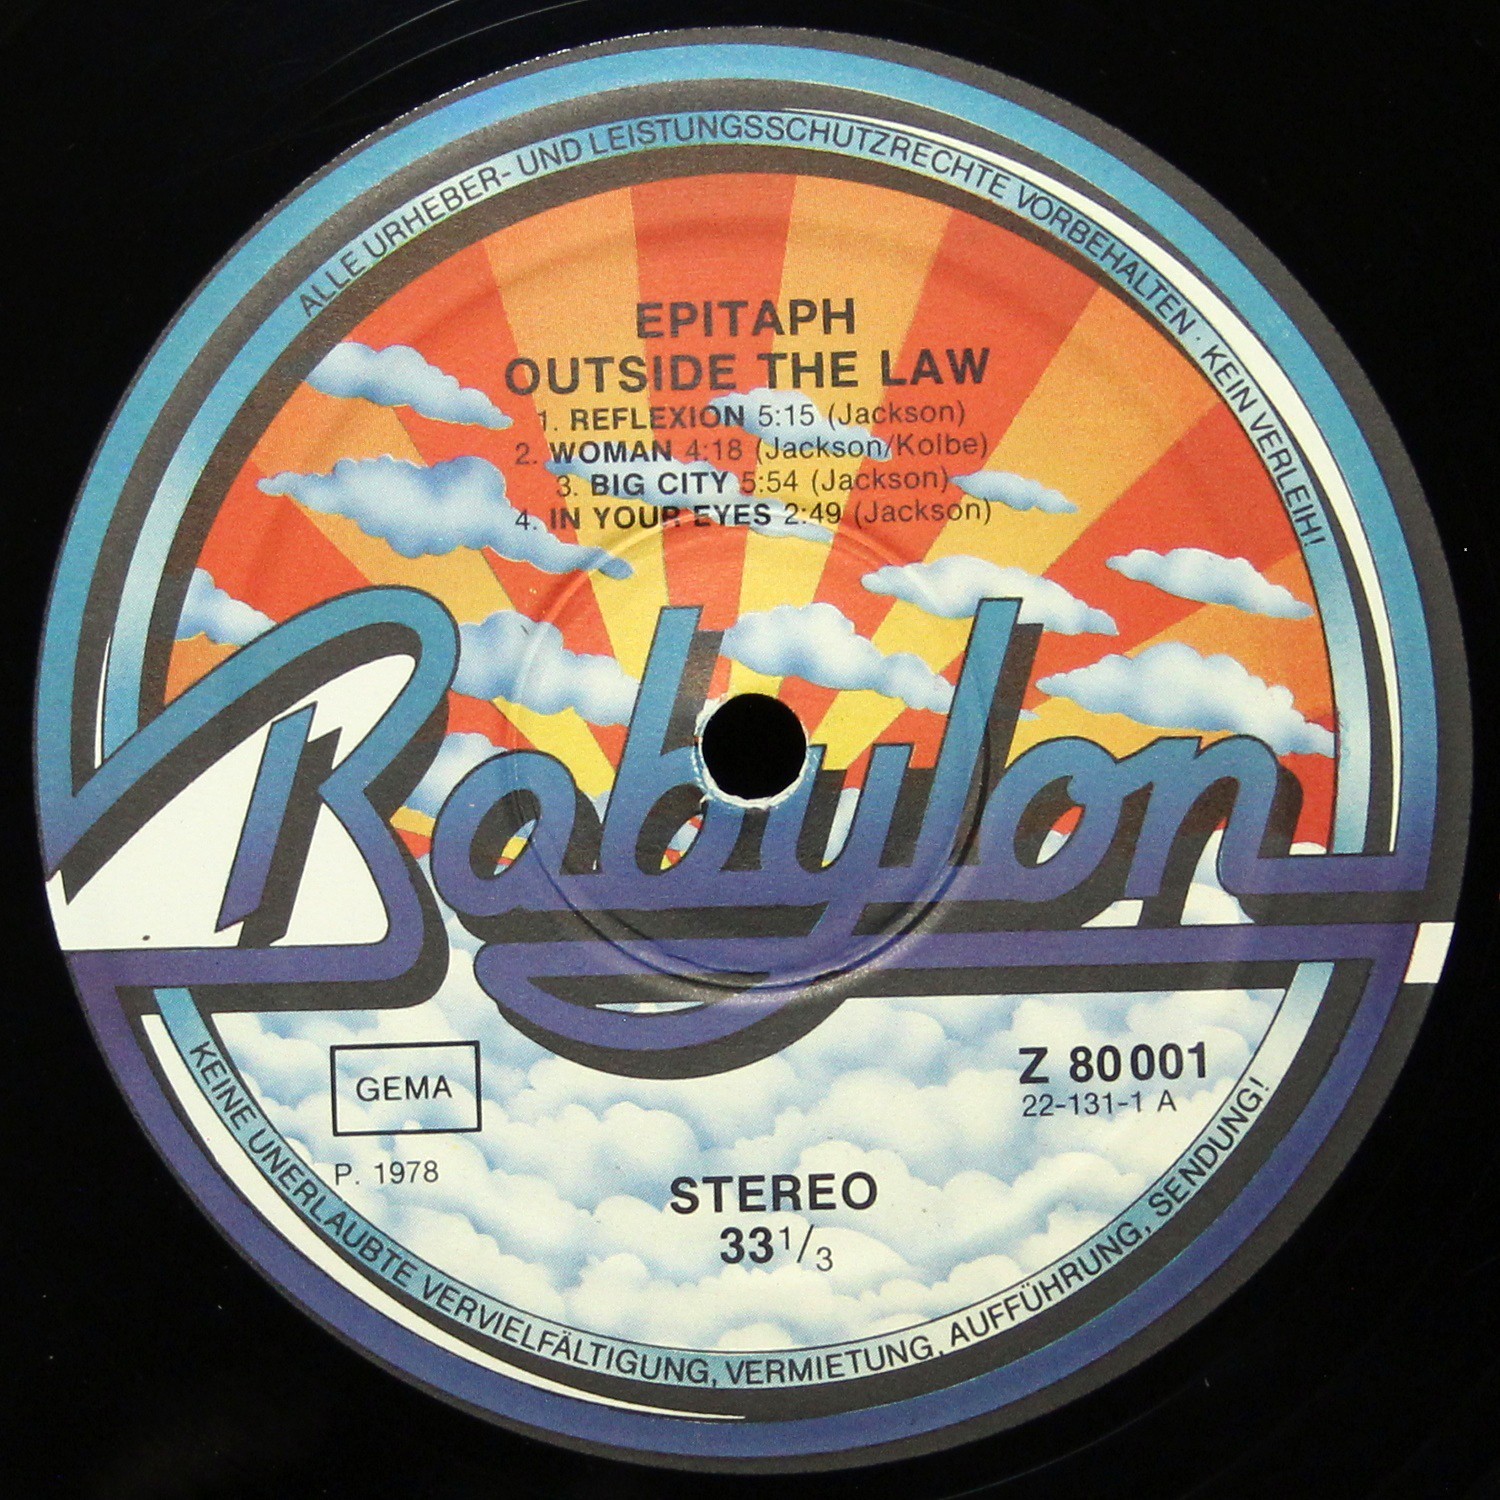 ALLE URHEBER- UND LEISTUNGSSCHUTZRECHTE VORBEHALTEN · KEIN VERLEIH!
EPITAPH
OUTSIDE THE LAW
1. REFLEXION 5:15 (Jackson)
2. WOMAN 4:18 (Jackson/Kolbe)
3. BIG CITY 5:54 (Jackson)
4. IN YOUR EYES 2:49 (Jackson)
Babylon
GEMA
P. 1978
Z 80 001
22-131-1 A
STEREO
33 1/3
KEINE UNERLAUBTE VERVIELFÄLTIGUNG, VERMIETUNG, AUFFÜHRUNG, SENDUNG!